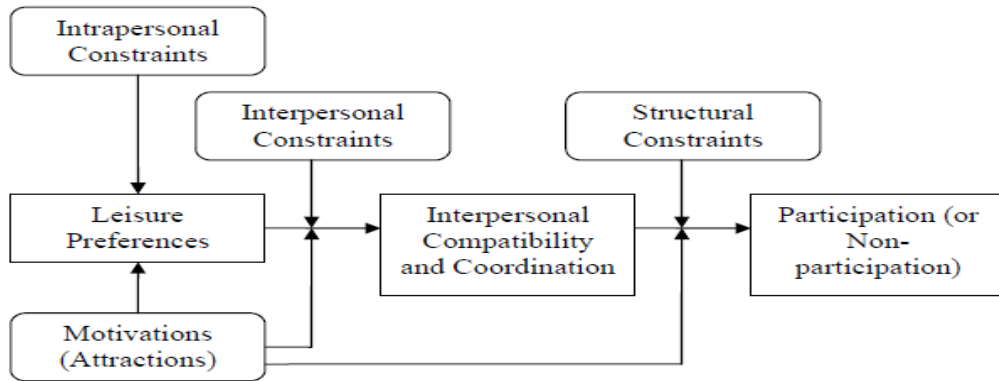 Intrapersonal
Constraints
Interpersonal
Constraints
Structural
Constraints
Leisure
Preferences
Interpersonal
Compatibility
and Coordination
Participation (or
Non-
participation)
Motivations
(Attractions)